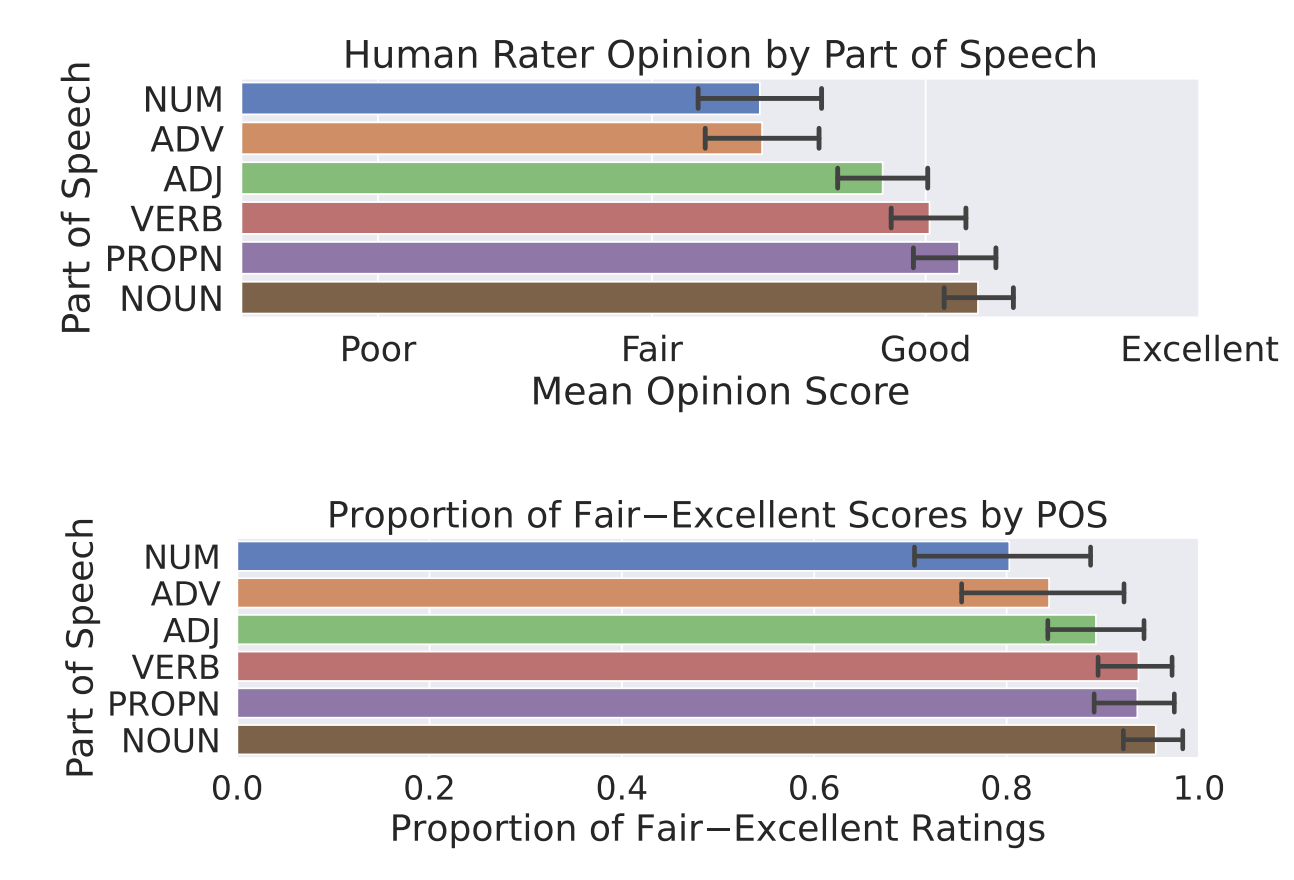 Human Rater Opinion by Part of Speech
Part of Speech
NUM
ADV
ADJ
VERB
PROPN
NOUN
Poor Fair Good Excellent
Mean Opinion Score
Proportion of Fair−Excellent Scores by POS
Part of Speech
NUM
ADV
ADJ
VERB
PROPN
NOUN
0.0 0.2 0.4 0.6 0.8 1.0
Proportion of Fair−Excellent Ratings